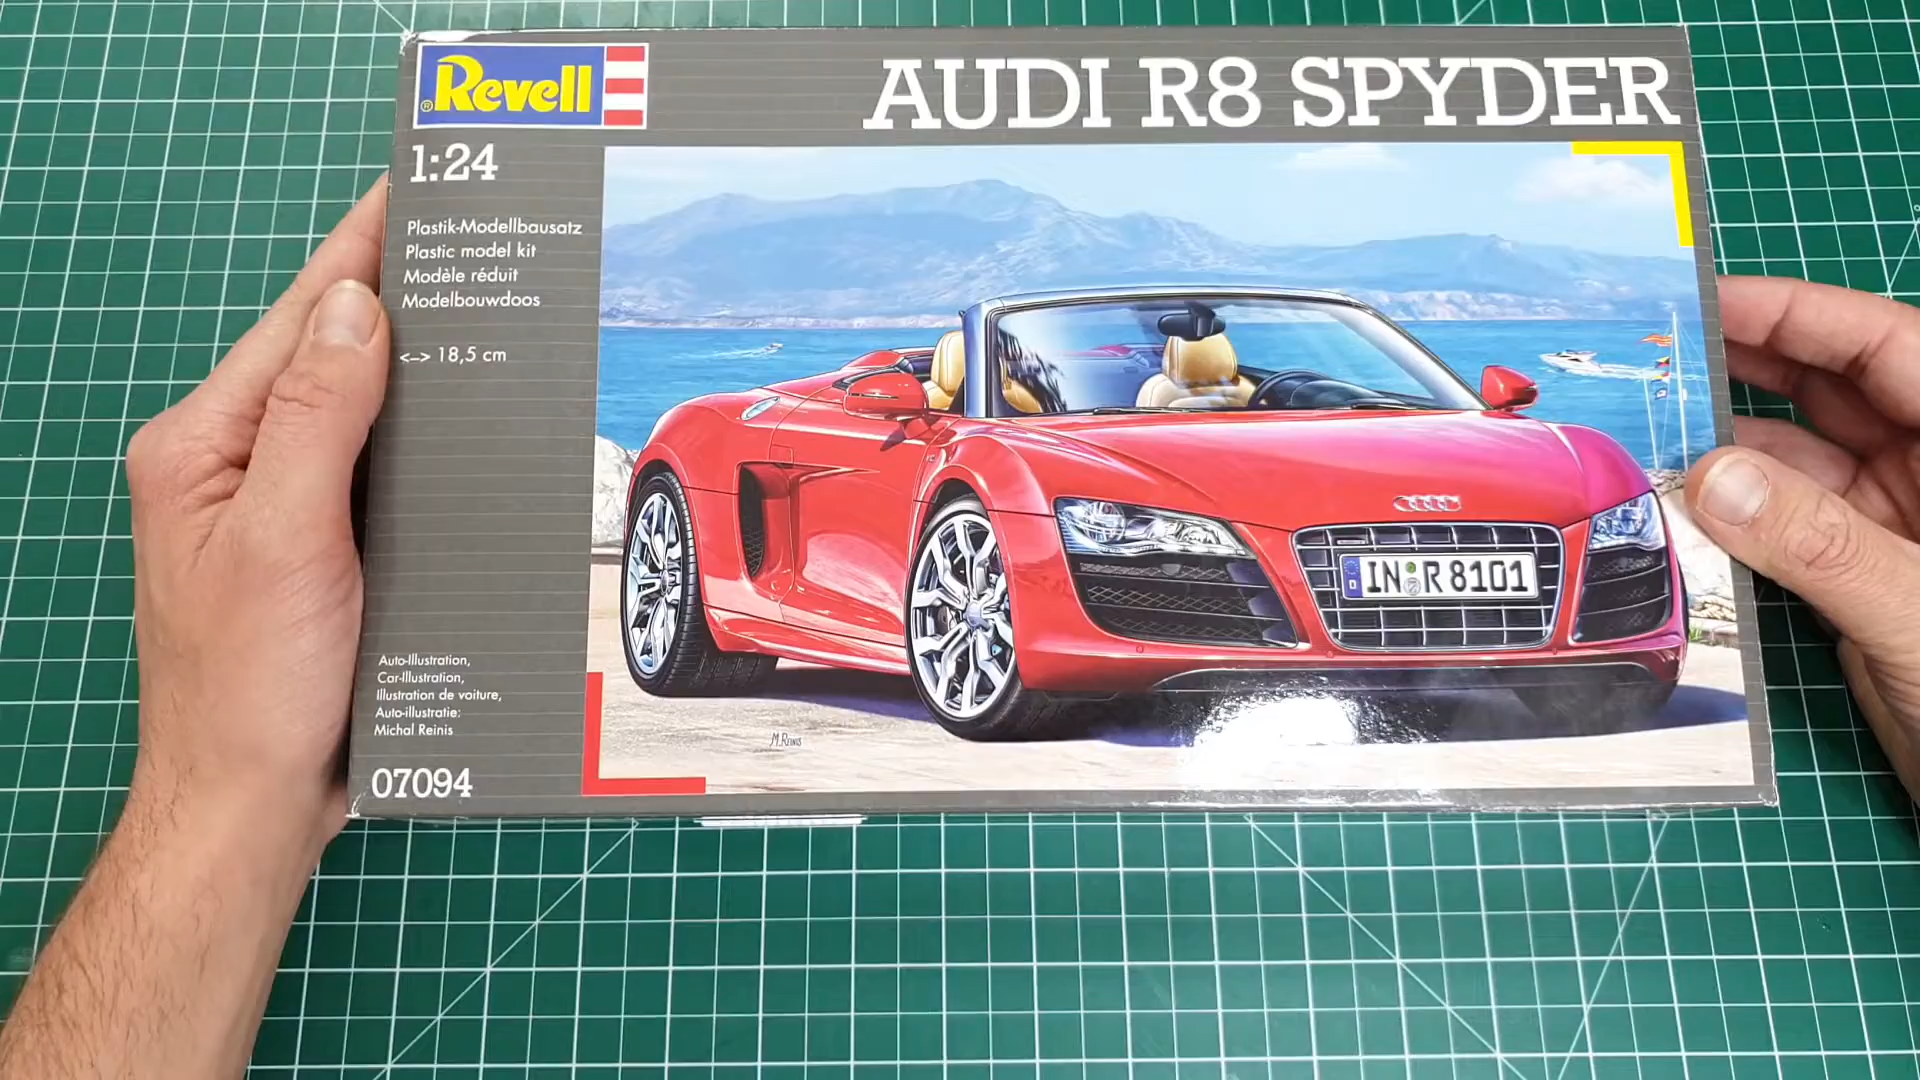 Revell
AUDI R8 SPYDER
1:24
Plastik-Modellbausatz
Plastic model kit
Modèle réduit
Modelbouwdoos
<–> 18,5 cm
IN R 8101
Auto-Illustration,
Car-Illustration,
Illustration de voiture,
Auto-illustratie:
Michal Reinis
M.REINIS
07094